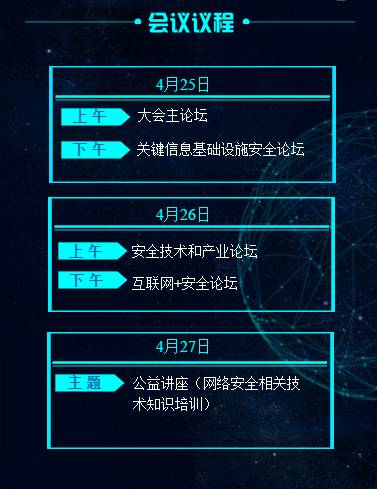 会议议程
4月25日
上 午 大会主论坛
下 午 关键信息基础设施安全论坛
4月26日
上 午 安全技术和产业论坛
下 午 互联网+安全论坛
4月27日
主 题 公益讲座（网络安全相关技
术知识培训）